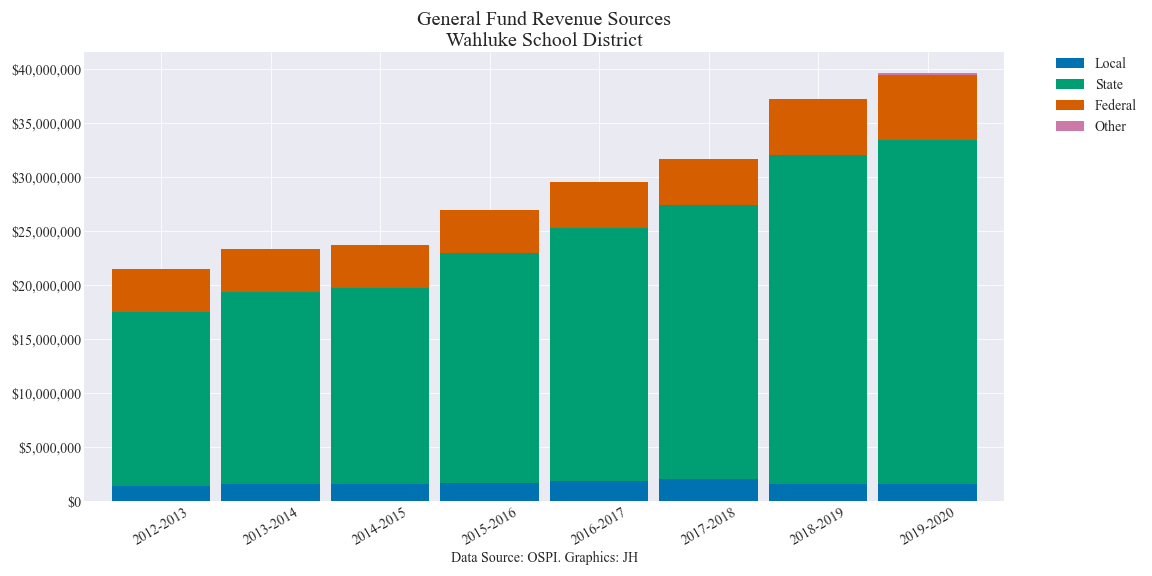 General Fund Revenue Sources
Wahluke School District
$40,000,000
$35,000,000
$30,000,000
$25,000,000
$20,000,000
$15,000,000
$10,000,000
$5,000,000
$0
Local
State
Federal
Other
2012-2013
2013-2014
2014-2015
2015-2016
2016-2017
2017-2018
2018-2019
2019-2020
Data Source: OSPI. Graphics: JH